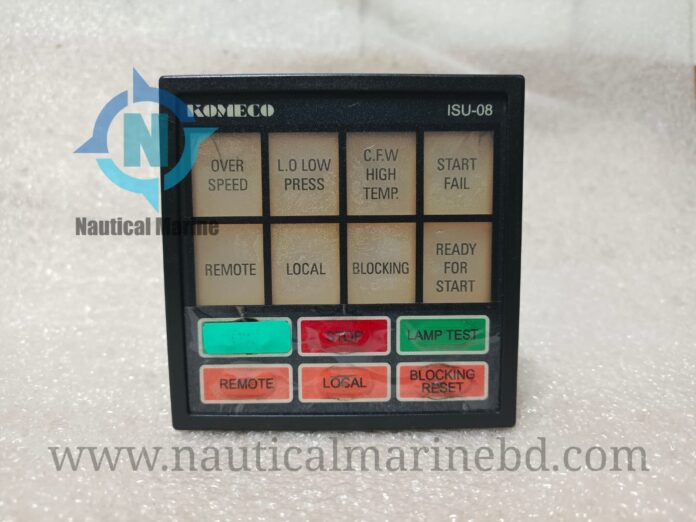 KOMECO ISU-08
OVER
SPEED
L.O LOW
PRESS
C.F.W
HIGH
TEMP.
START
FAIL
Nautical Marine
REMOTE
LOCAL
BLOCKING
READY
FOR
START
STOP
LAMP TEST
REMOTE
LOCAL
BLOCKING
RESET
www.nauticalmarinebd.com